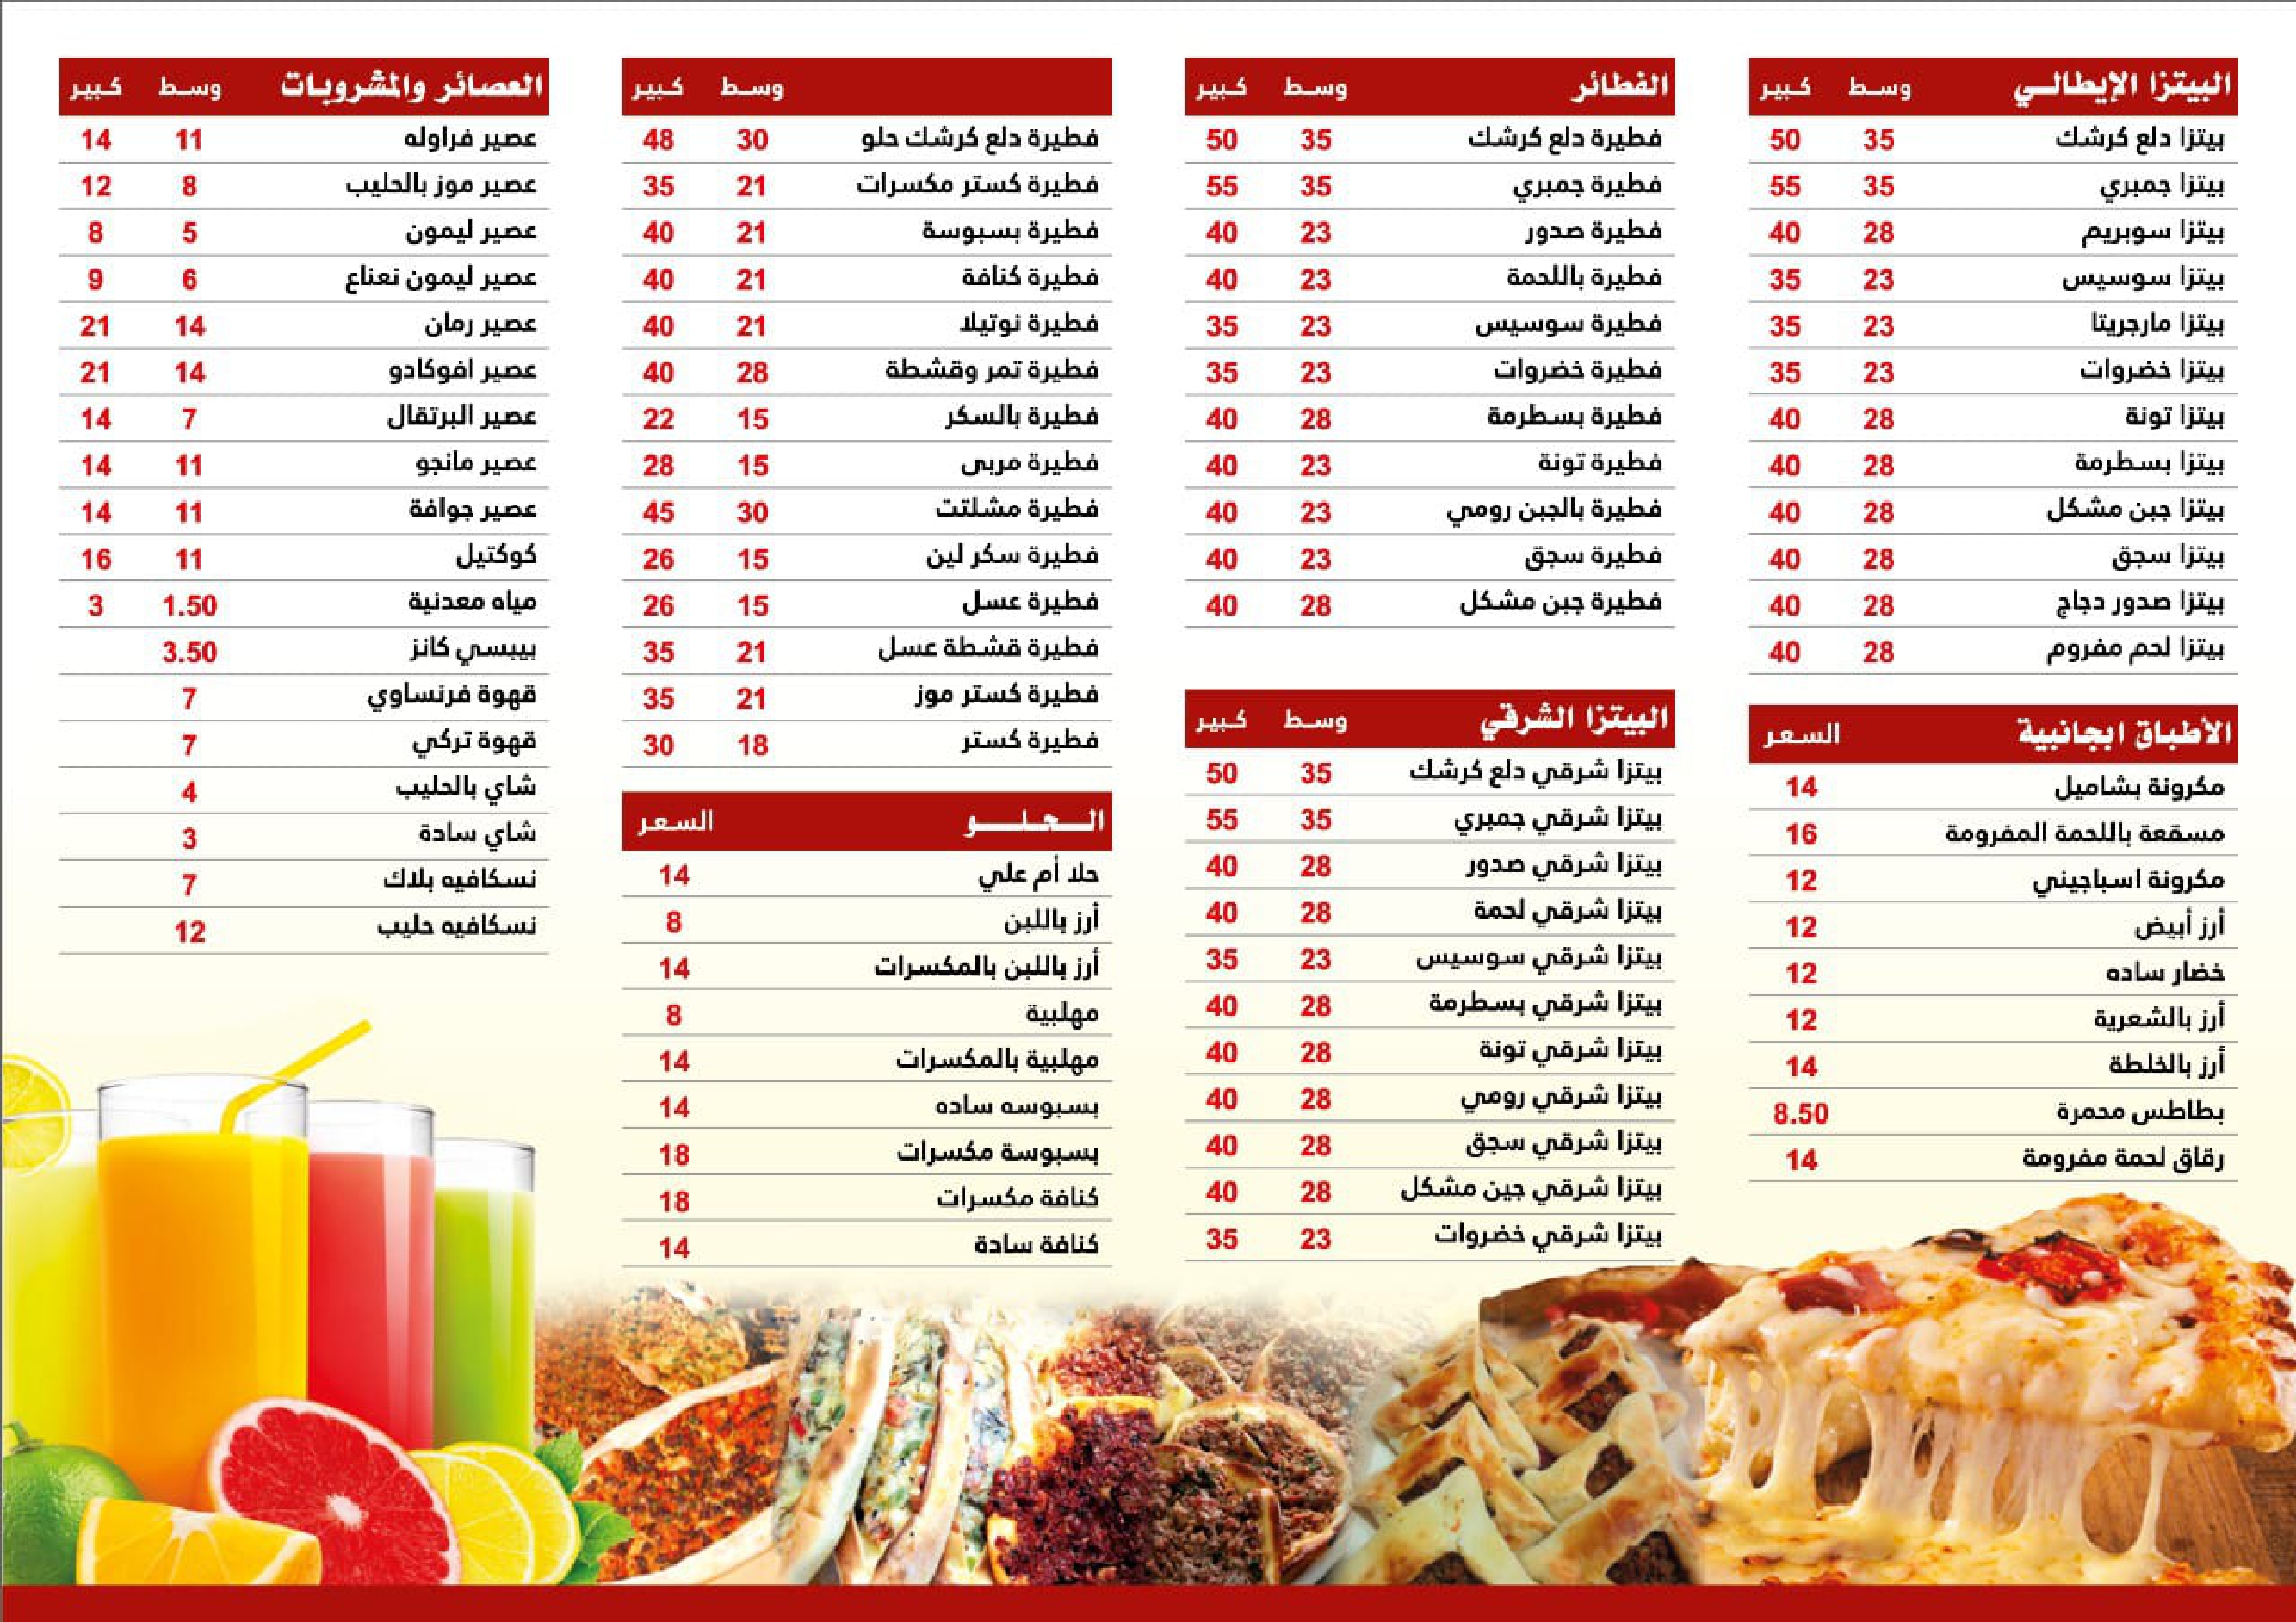 البيتزا الإيطالي وسط كبير
بيتزا دلع كرشك 35 50
بيتزا جمبري 35 55
بيتزا سوبريم 28 40
بيتزا سوسيس 23 35
بيتزا مارجريتا 23 35
بيتزا خضروات 23 35
بيتزا تونة 28 40
بيتزا بسطرمة 28 40
بيتزا جبن مشكل 28 40
بيتزا سجق 28 40
بيتزا صدور دجاج 28 40
بيتزا لحم مفروم 28 40
الأطباق ابجانبية السعر
مكرونة بشاميل 14
مسقعة باللحمة المفرومة 16
مكرونة اسباجيني 12
أرز أبيض 12
خضار ساده 12
أرز بالشعرية 12
أرز بالخلطة 14
بطاطس محمرة 8.50
رقاق لحمة مفرومة 14
الفطائر وسط كبير
فطيرة دلع كرشك 35 50
فطيرة جمبري 35 55
فطيرة صدور 23 40
فطيرة باللحمة 23 40
فطيرة سوسيس 23 35
فطيرة خضروات 23 35
فطيرة بسطرمة 28 40
فطيرة تونة 23 40
فطيرة بالجبن رومي 23 40
فطيرة سجق 23 40
فطيرة جبن مشكل 28 40
البيتزا الشرقي وسط كبير
بيتزا شرقي دلع كرشك 35 50
بيتزا شرقي جمبري 35 55
بيتزا شرقي صدور 28 40
بيتزا شرقي لحمة 28 40
بيتزا شرقي سوسيس 23 35
بيتزا شرقي بسطرمة 28 40
بيتزا شرقي تونة 28 40
بيتزا شرقي رومي 28 40
بيتزا شرقي سجق 28 40
بيتزا شرقي جين مشكل 28 40
بيتزا شرقي خضروات 23 35
وسط كبير
فطيرة دلع كرشك حلو 30 48
فطيرة كستر مكسرات 21 35
فطيرة بسبوسة 21 40
فطيرة كنافة 21 40
فطيرة نوتيلا 21 40
فطيرة تمر وقشطة 28 40
فطيرة بالسكر 15 22
فطيرة مربى 15 28
فطيرة مشلتت 30 45
فطيرة سكر لين 15 26
فطيرة عسل 15 26
فطيرة قشطة عسل 21 35
فطيرة كستر موز 21 35
فطيرة كستر 18 30
الـحلـو السعر
حلا أم علي 14
أرز باللبن 8
أرز باللبن بالمكسرات 14
مهلبية 8
مهلبية بالمكسرات 14
بسبوسه ساده 14
بسبوسة مكسرات 18
كنافة مكسرات 18
كنافة سادة 14
العصائر والمشروبات وسط كبير
عصير فراوله 11 14
عصير موز بالحليب 8 12
عصير ليمون 5 8
عصير ليمون نعناع 6 9
عصير رمان 14 21
عصير افوكادو 14 21
عصير البرتقال 7 14
عصير مانجو 11 14
عصير جوافة 11 14
كوكتيل 11 16
مياه معدنية 1.50 3
بيبسي كانز 3.50
قهوة فرنساوي 7
قهوة تركي 7
شاي بالحليب 4
شاي سادة 3
نسكافيه بلاك 7
نسكافيه حليب 12